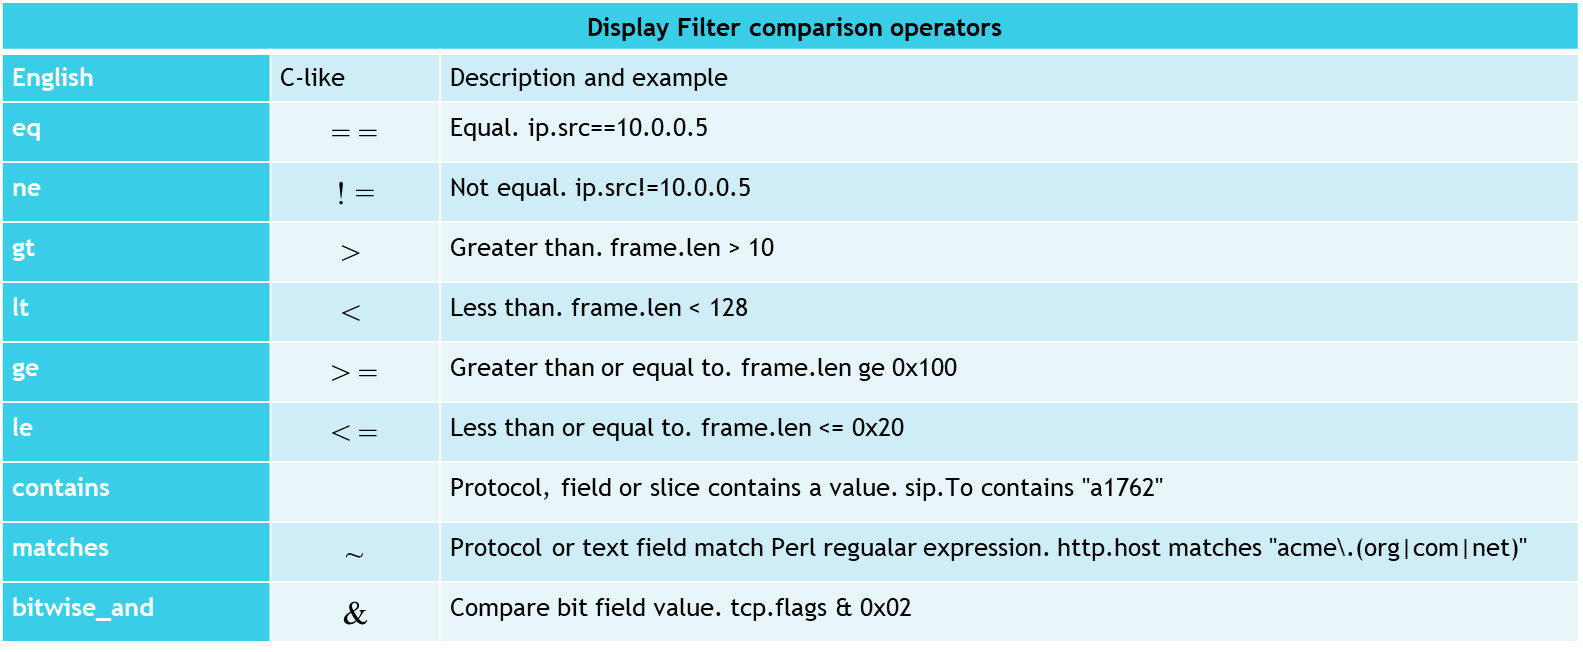 Display Filter comparison operators
English C-like Description and example
eq == Equal. ip.src==10.0.0.5
ne != Not equal. ip.src!=10.0.0.5
gt > Greater than. frame.len > 10
lt < Less than. frame.len < 128
ge >= Greater than or equal to. frame.len ge 0x100
le <= Less than or equal to. frame.len <= 0x20
contains Protocol, field or slice contains a value. sip.To contains "a1762"
matches ~ Protocol or text field match Perl regualar expression. http.host matches "acme\.(org|com|net)"
bitwise_and & Compare bit field value. tcp.flags & 0x02